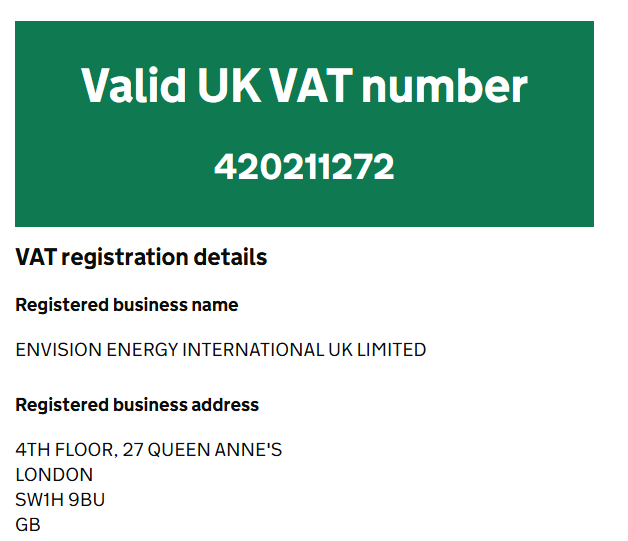 Valid UK VAT number
420211272
VAT registration details
Registered business name
ENVISION ENERGY INTERNATIONAL UK LIMITED
Registered business address
4TH FLOOR, 27 QUEEN ANNE'S
LONDON
SW1H 9BU
GB